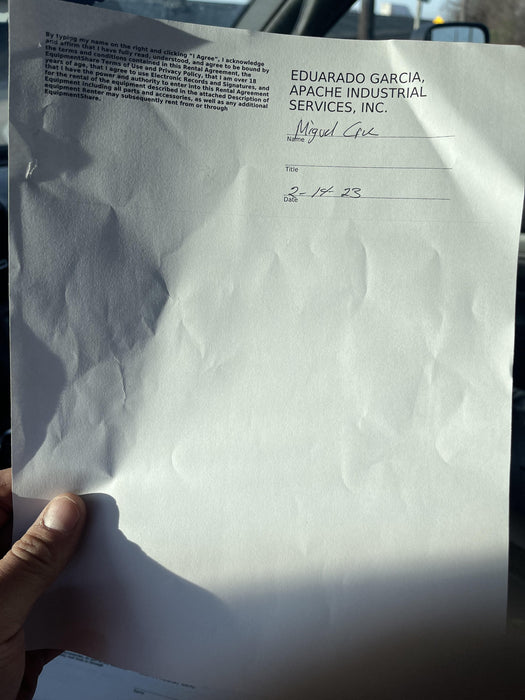 By typing my name on the right and clicking "I Agree", I acknowledge
and affirm that I have fully read, understood, and agree to be bound by
the terms and conditions contained in this Rental Agreement, the
EquipmentShare Terms of Use and Privacy Policy, that I am over 18
years of age, that I agree to use Electronic Records and Signatures, and
that I have the power and authority to enter into this Rental Agreement
for the rental of the Equipment described in the attached Description of
Equipment including all parts and accessories, as well as any additional
equipment Renter may subsequently rent from or through
EquipmentShare.
EDUARADO GARCIA,
APACHE INDUSTRIAL
SERVICES, INC.
Miguel
Name
Title
2-14-23
Date